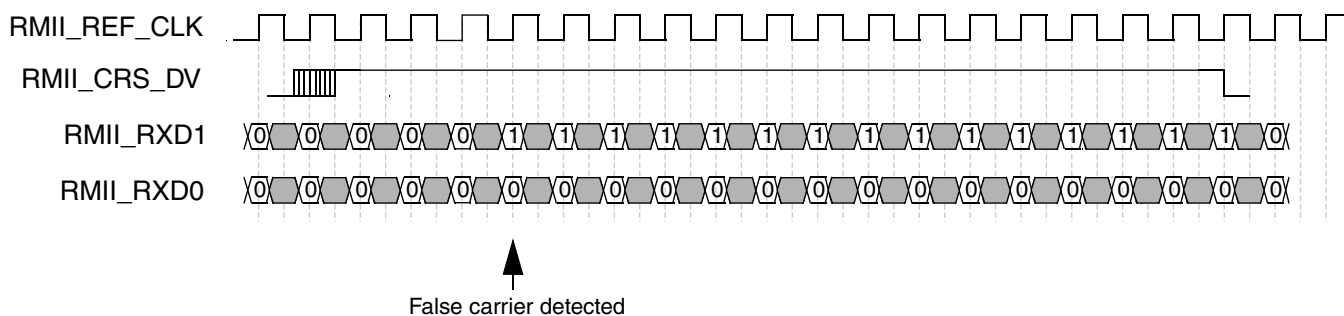 RMII_REF_CLK
RMII_CRS_DV
RMII_RXD1 0 0 0 0 0 1 1 1 1 1 1 1 1 1 1 1 1 1 1 1 0
RMII_RXD0 0 0 0 0 0 0 0 0 0 0 0 0 0 0 0 0 0 0 0 0 0
False carrier detected